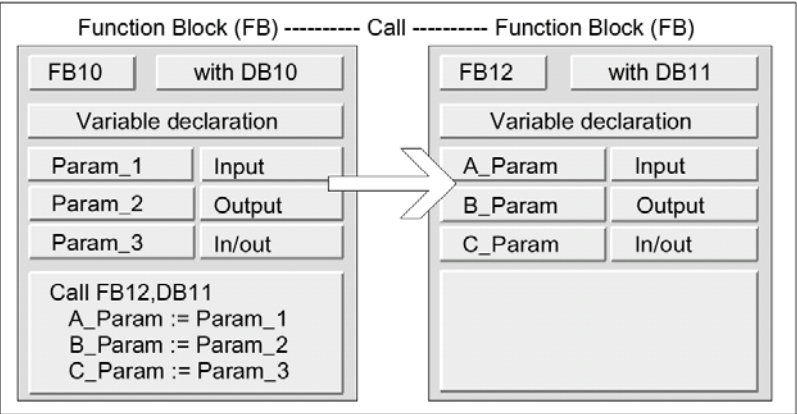 Function Block (FB) ---------- Call ---------- Function Block (FB)
FB10 with DB10
Variable declaration
Param_1 Input
Param_2 Output
Param_3 In/out
Call FB12,DB11
A_Param := Param_1
B_Param := Param_2
C_Param := Param_3
FB12 with DB11
Variable declaration
A_Param Input
B_Param Output
C_Param In/out